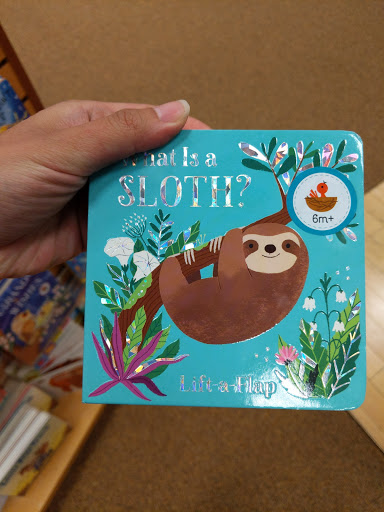 What Is a
SLOTH?
6m+
Lift-a-Flap